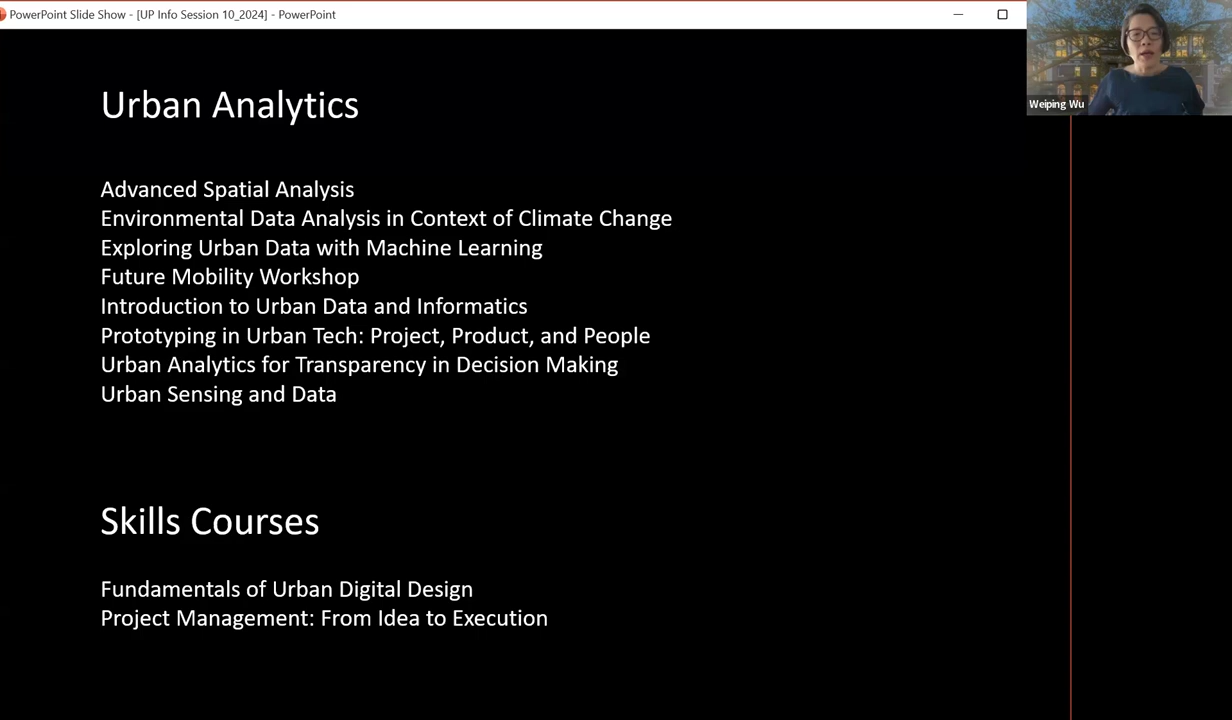 PowerPoint Slide Show - [UP Info Session 10_2024] - PowerPoint
Weiping Wu
Urban Analytics
Advanced Spatial Analysis
Environmental Data Analysis in Context of Climate Change
Exploring Urban Data with Machine Learning
Future Mobility Workshop
Introduction to Urban Data and Informatics
Prototyping in Urban Tech: Project, Product, and People
Urban Analytics for Transparency in Decision Making
Urban Sensing and Data
Skills Courses
Fundamentals of Urban Digital Design
Project Management: From Idea to Execution